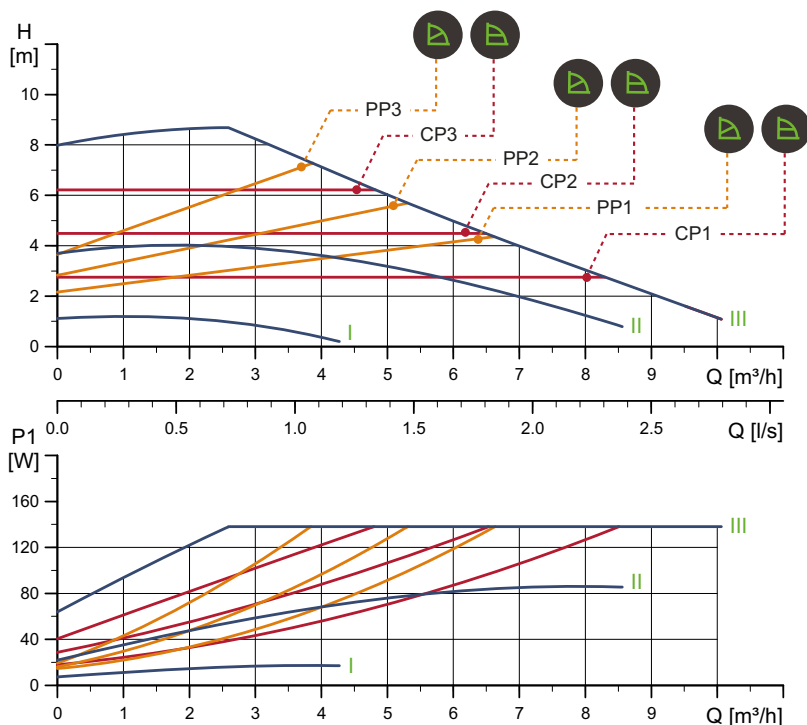 H
[m]
10
8
6
4
2
0
PP3
CP3
PP2
CP2
PP1
CP1
I
II
III
0 1 2 3 4 5 6 7 8 9 Q [m³/h]
0.0 0.5 1.0 1.5 2.0 2.5 Q [l/s]
P1
[W]
160
120
80
40
0
III
II
I
0 1 2 3 4 5 6 7 8 9 Q [m³/h]